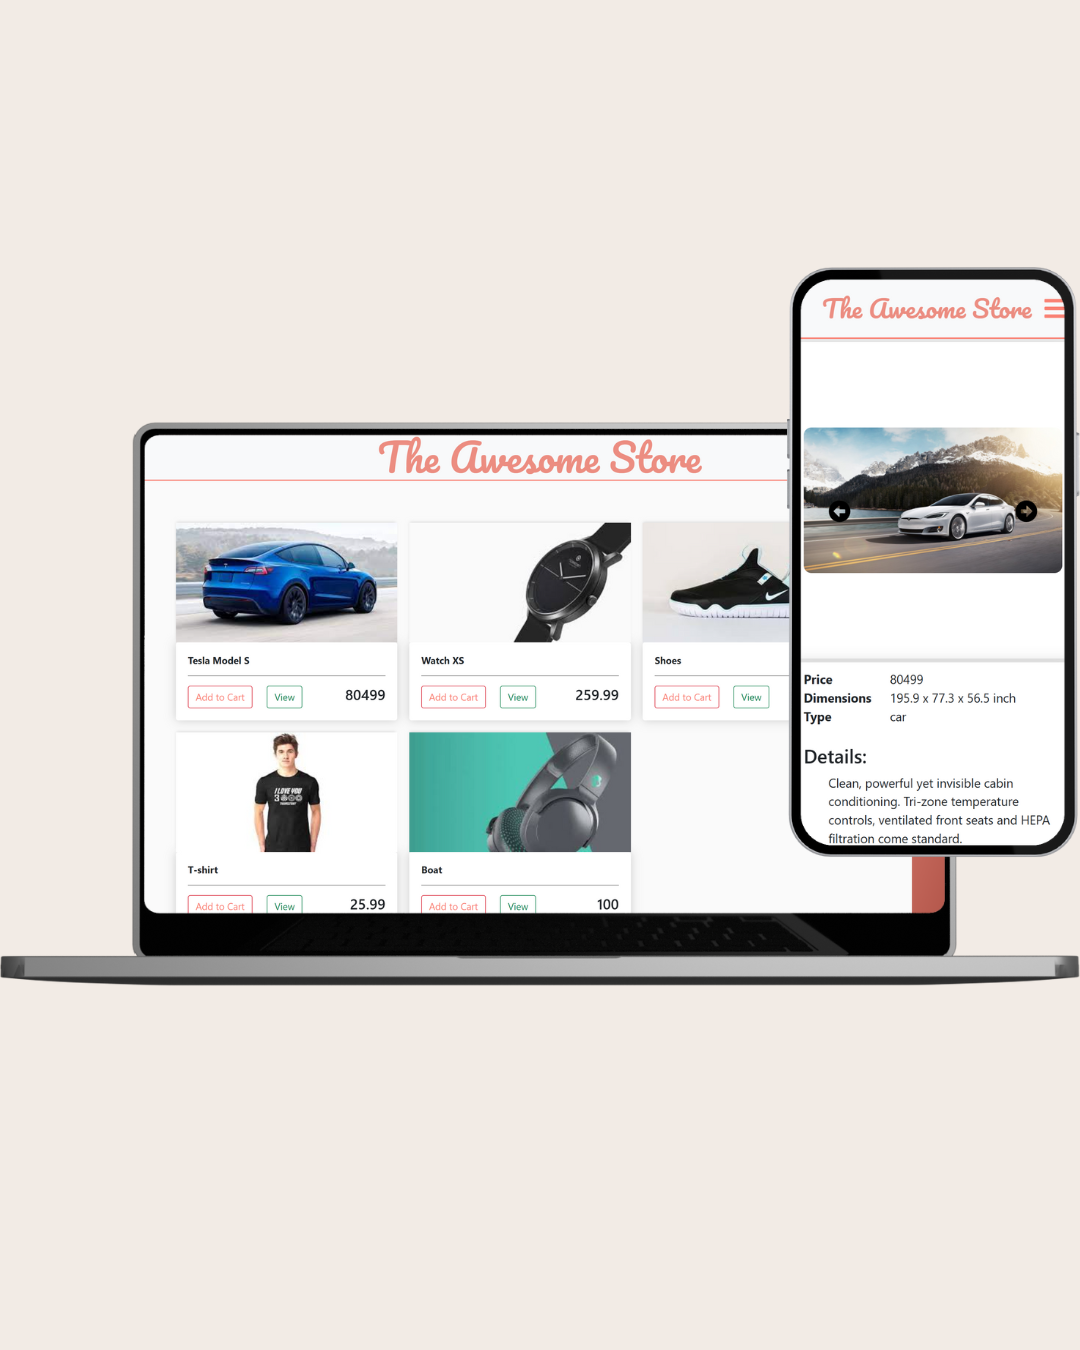 The Awesome Store
Tesla Model S
Add to Cart View 80499
Watch XS
Add to Cart View 259.99
Shoes
Add to Cart View
T-shirt
Add to Cart View 25.99
Boat
Add to Cart View 100
I LOVE YOU
The Awesome Store
Price 80499
Dimensions 195.9 x 77.3 x 56.5 inch
Type car
Details:
Clean, powerful yet invisible cabin
conditioning. Tri-zone temperature
controls, ventilated front seats and HEPA
filtration come standard.